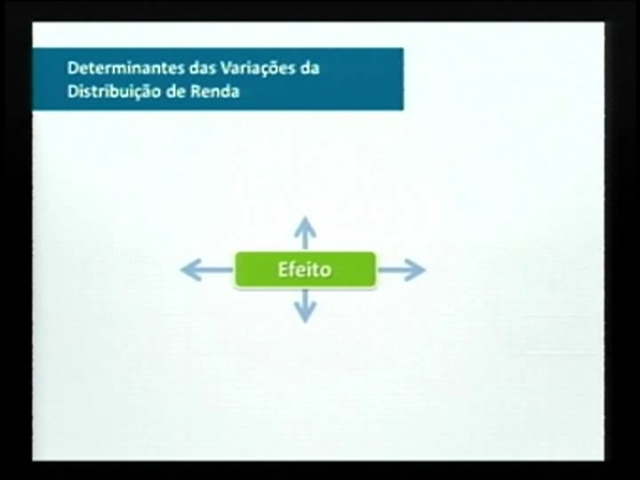 Determinantes das Variações da
Distribuição de Renda
Efeito